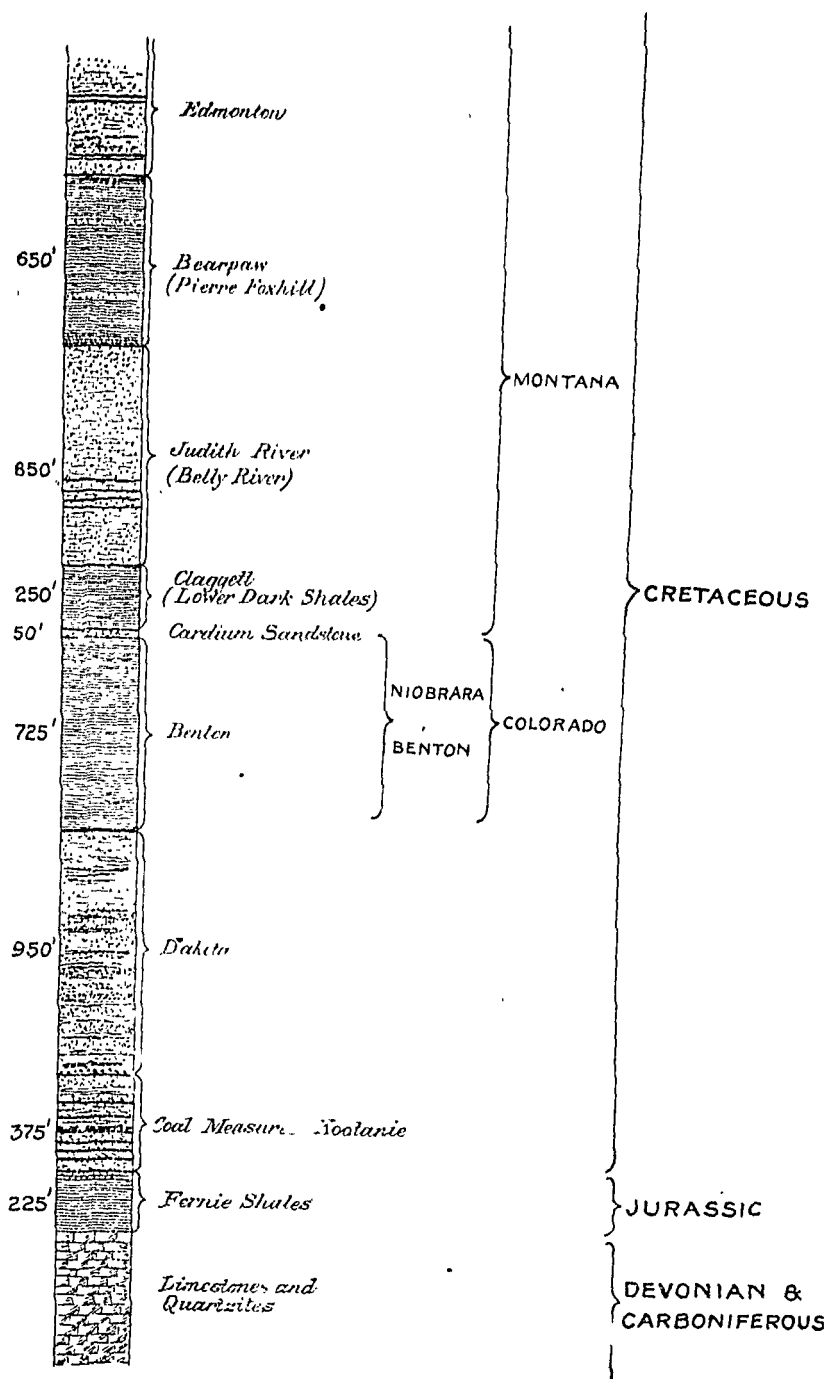 Edmonton
650'
Bearpaw
(Pierre Foxhill)
MONTANA
Judith River
850'
(Belly River)
Claggett
250'
(Lower Dark Shales)
CRETACEOUS
50'
Cardium Sandstone
NIOBRARA
725'
Benton
COLORADO
BENTON
950'
Dakota
375'
Coal Measures Kootanie
225'
Fernie Shales
JURASSIC
Limestones and
Quartzites
DEVONIAN &
CARBONIFEROUS